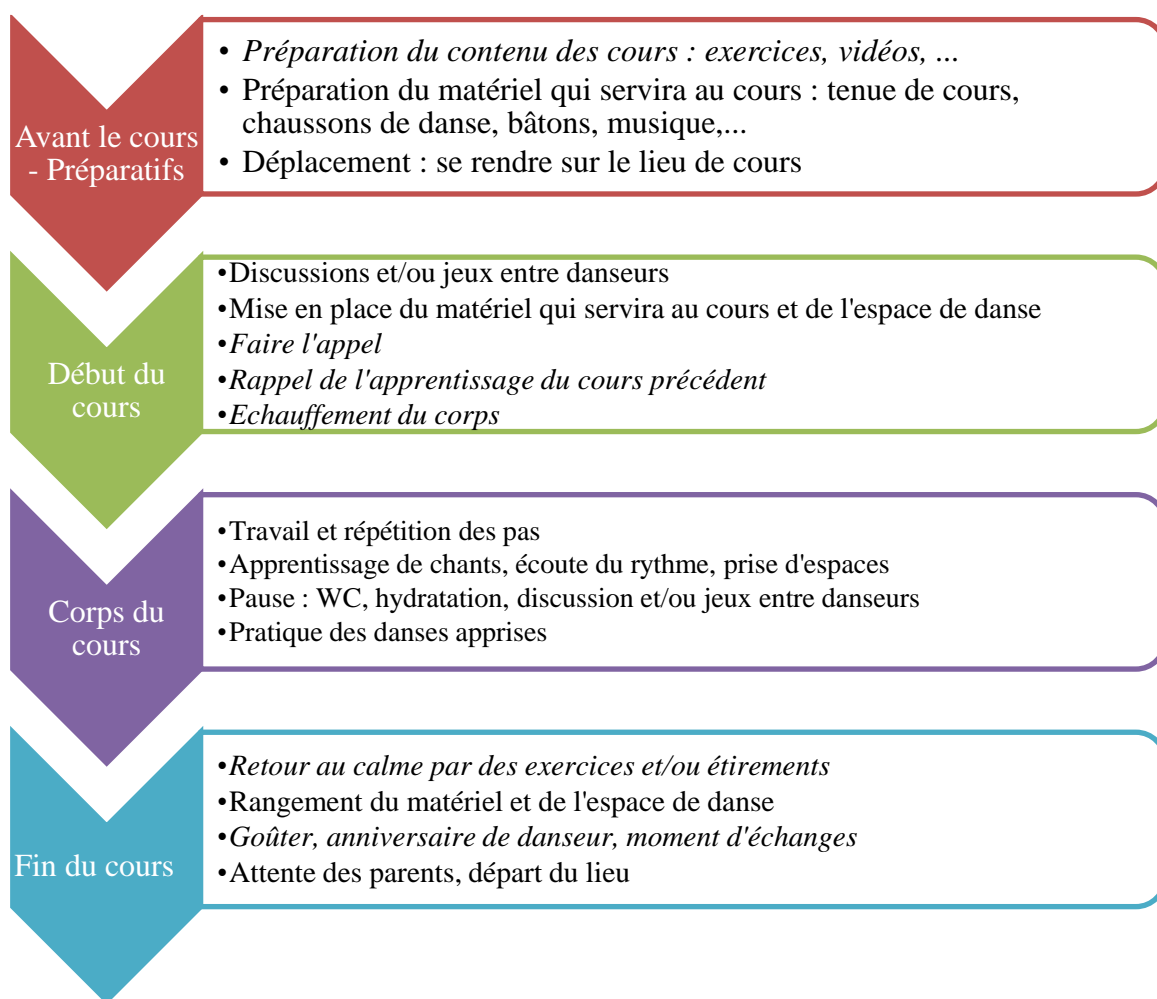 Avant le cours
- Préparatifs
• Préparation du contenu des cours : exercices, vidéos, ...
• Préparation du matériel qui servira au cours : tenue de cours,
chaussons de danse, bâtons, musique,...
• Déplacement : se rendre sur le lieu de cours
Début du
cours
•Discussions et/ou jeux entre danseurs
•Mise en place du matériel qui servira au cours et de l'espace de danse
•Faire l'appel
•Rappel de l'apprentissage du cours précédent
•Echauffement du corps
Corps du
cours
•Travail et répétition des pas
•Apprentissage de chants, écoute du rythme, prise d'espaces
•Pause : WC, hydratation, discussion et/ou jeux entre danseurs
•Pratique des danses apprises
Fin du cours
•Retour au calme par des exercices et/ou étirements
•Rangement du matériel et de l'espace de danse
•Goûter, anniversaire de danseur, moment d'échanges
•Attente des parents, départ du lieu